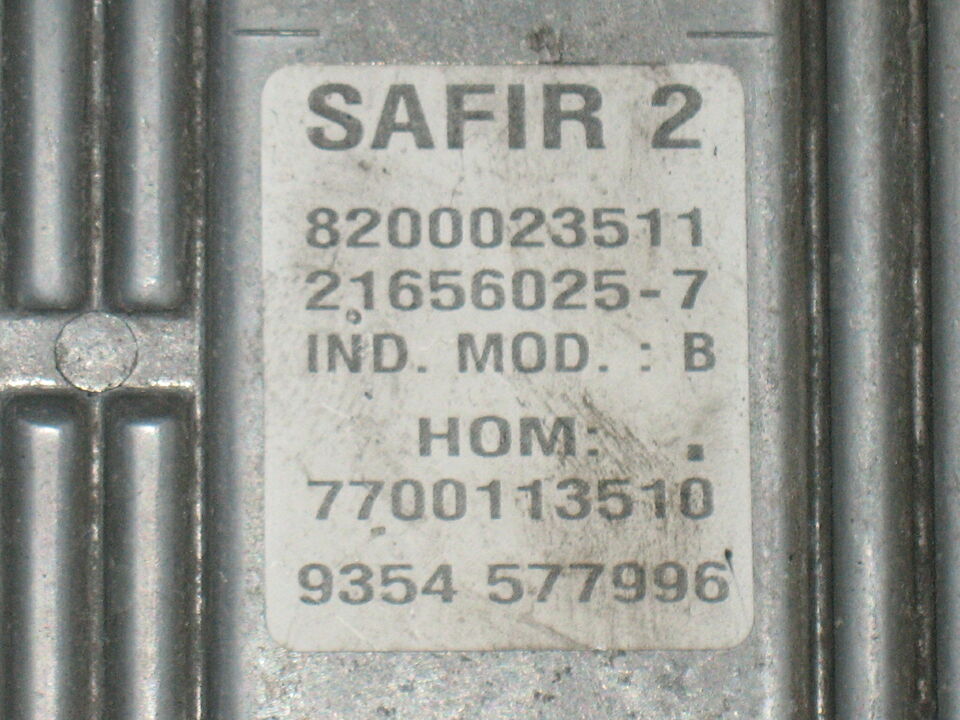 SAFIR 2
8200023511
21656025-7
IND. MOD. : B
HOM: .
7700113510
9354 577996